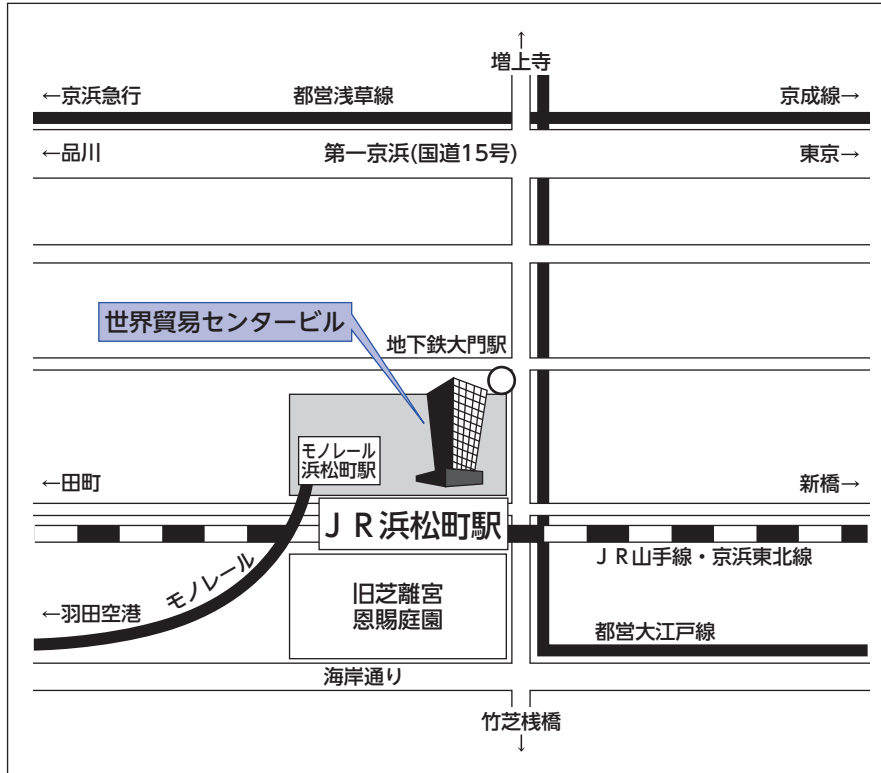 ↑
増上寺
←京浜急行
都営浅草線
京成線→
←品川
第一京浜(国道15号)
東京→
世界貿易センタービル
地下鉄大門駅
モノレール
浜松町駅
←田町
新橋→
ＪＲ浜松町駅
ＪＲ山手線・京浜東北線
モノレール
旧芝離宮
恩賜庭園
←羽田空港
都営大江戸線
海岸通り
竹芝桟橋
↓